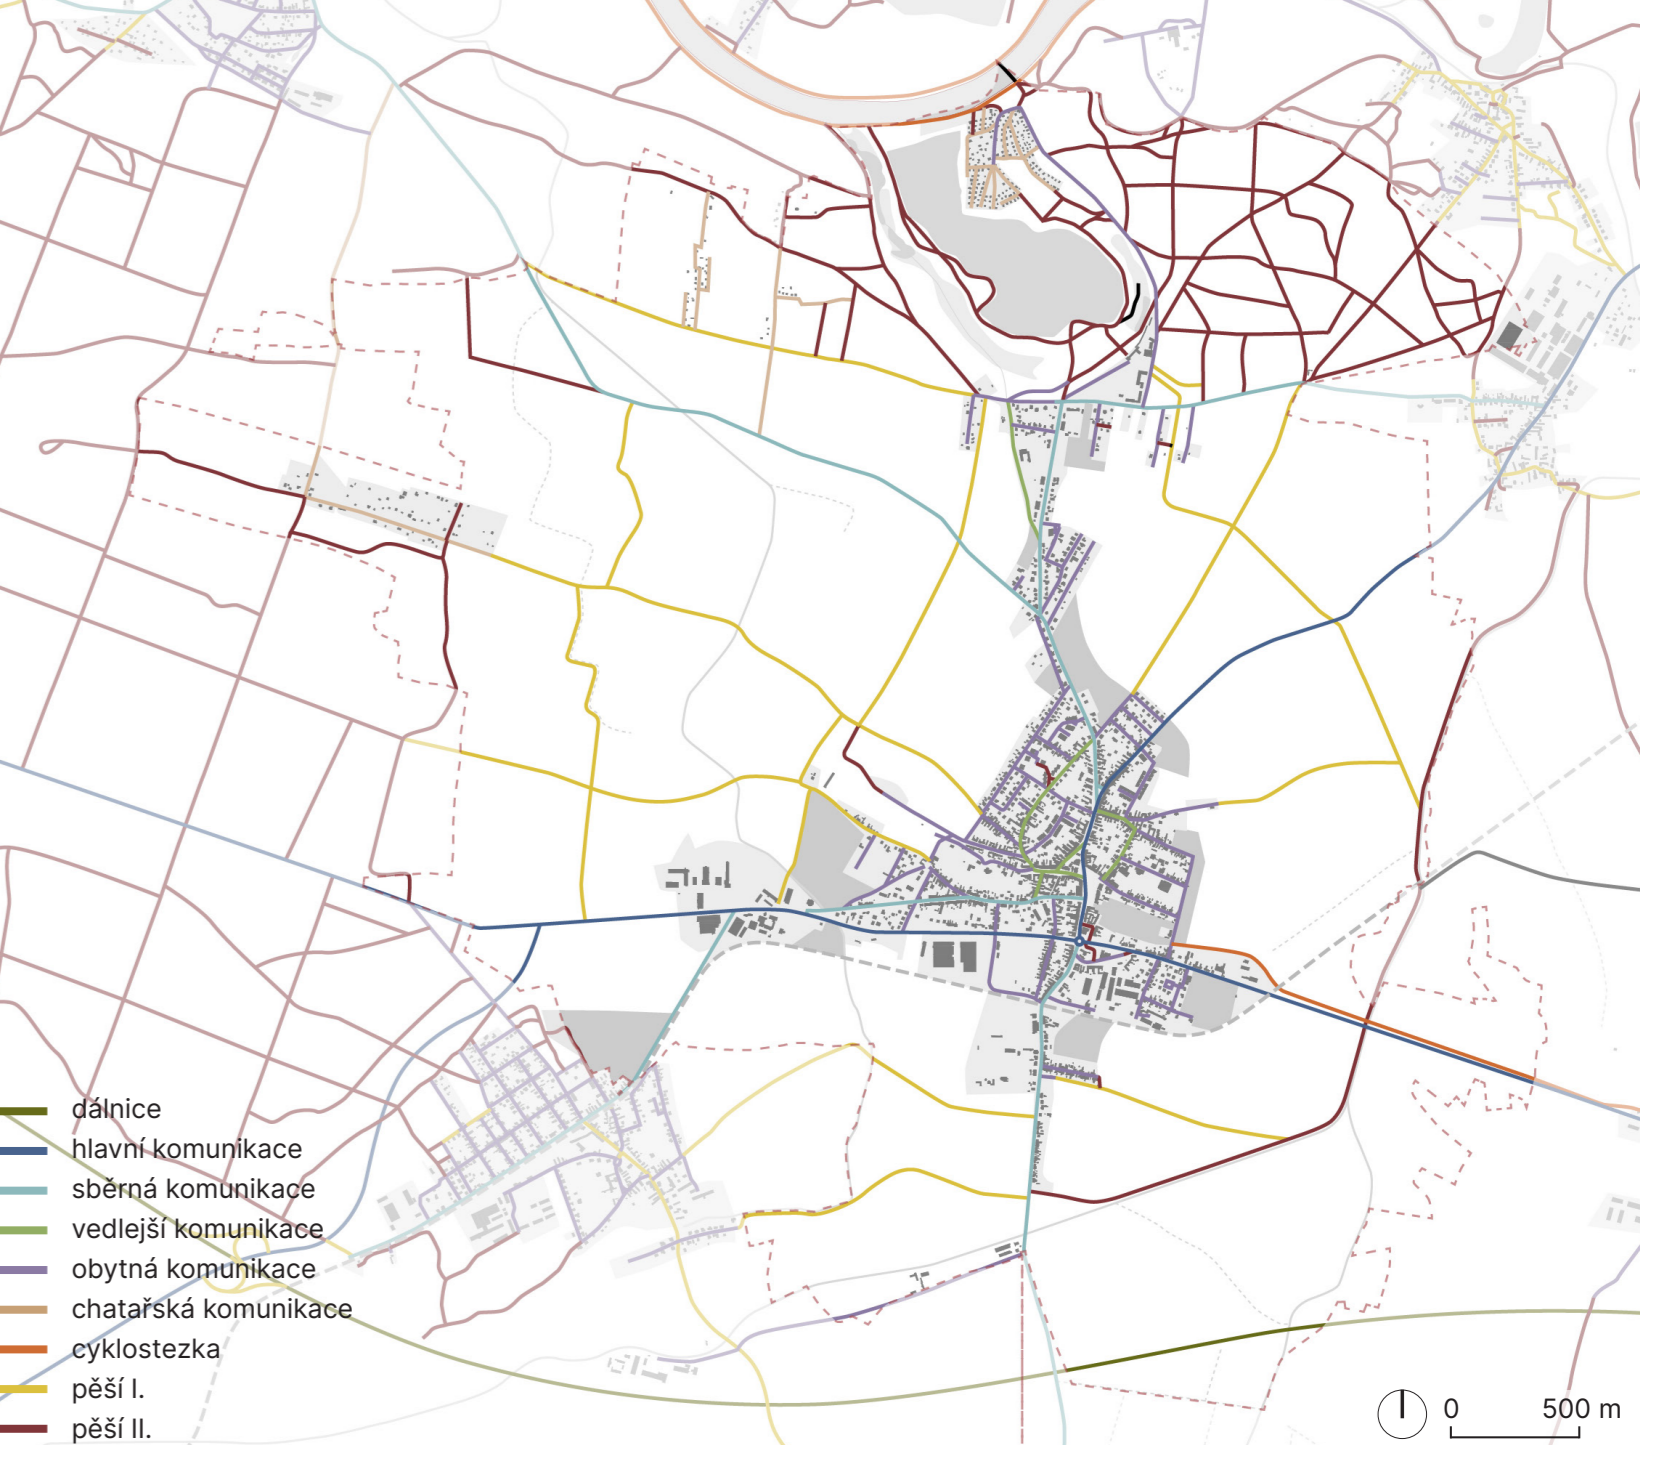 dálnice
hlavní komunikace
sběrná komunikace
vedlejší komunikace
obytná komunikace
chatařská komunikace
cyklostezka
pěší I.
pěší II.
0 500 m